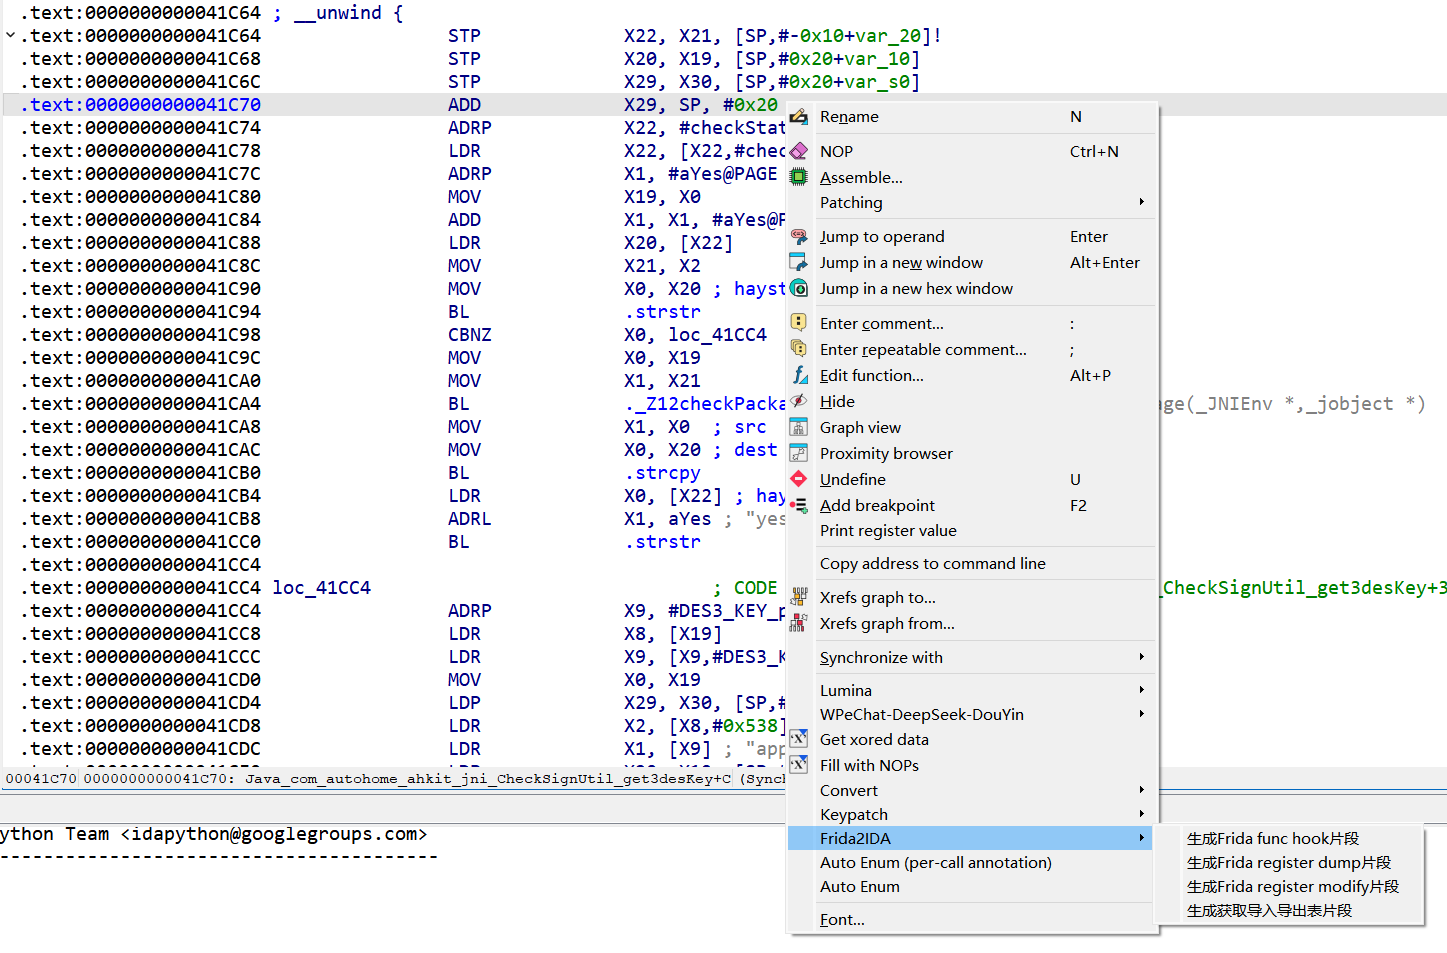 .text:0000000000041C64 ; __unwind {
.text:0000000000041C64 STP X22, X21, [SP,#-0x10+var_20]!
.text:0000000000041C68 STP X20, X19, [SP,#0x20+var_10]
.text:0000000000041C6C STP X29, X30, [SP,#0x20+var_s0]
.text:0000000000041C70 ADD X29, SP, #0x20
.text:0000000000041C74 ADRP X22, #checkStat
.text:0000000000041C78 LDR X22, [X22,#chec
.text:0000000000041C7C ADRP X1, #aYes@PAGE
.text:0000000000041C80 MOV X19, X0
.text:0000000000041C84 ADD X1, X1, #aYes@P
.text:0000000000041C88 LDR X20, [X22]
.text:0000000000041C8C MOV X21, X2
.text:0000000000041C90 MOV X0, X20 ; hayst
.text:0000000000041C94 BL .strstr
.text:0000000000041C98 CBNZ X0, loc_41CC4
.text:0000000000041C9C MOV X0, X19
.text:0000000000041CA0 MOV X1, X21
.text:0000000000041CA4 BL ._Z12checkPacka age(_JNIEnv *,_jobject *)
.text:0000000000041CA8 MOV X1, X0 ; src
.text:0000000000041CAC MOV X0, X20 ; dest
.text:0000000000041CB0 BL .strcpy
.text:0000000000041CB4 LDR X0, [X22] ; hay
.text:0000000000041CB8 ADRL X1, aYes ; "yes
.text:0000000000041CC0 BL .strstr
.text:0000000000041CC4
.text:0000000000041CC4 loc_41CC4 ; CODE _CheckSignUtil_get3desKey+3
.text:0000000000041CC4 ADRP X9, #DES3_KEY_p
.text:0000000000041CC8 LDR X8, [X19]
.text:0000000000041CCC LDR X9, [X9,#DES3_K
.text:0000000000041CD0 MOV X0, X19
.text:0000000000041CD4 LDP X29, X30, [SP,#
.text:0000000000041CD8 LDR X2, [X8,#0x538]
.text:0000000000041CDC LDR X1, [X9] ; "app
00041C70 0000000000041C70: Java_com_autohome_ahkit_jni_CheckSignUtil_get3desKey+C (Synch
ython Team <idapython@googlegroups.com>
----------------------------------------
Rename N
NOP Ctrl+N
Assemble...
Patching
Jump to operand Enter
Jump in a new window Alt+Enter
Jump in a new hex window
Enter comment... :
Enter repeatable comment... ;
Edit function... Alt+P
Hide
Graph view
Proximity browser
Undefine U
Add breakpoint F2
Print register value
Copy address to command line
Xrefs graph to...
Xrefs graph from...
Synchronize with
Lumina
WPeChat-DeepSeek-DouYin
Get xored data
Fill with NOPs
Convert
Keypatch
Frida2IDA
Auto Enum (per-call annotation)
Auto Enum
Font...
生成Frida func hook片段
生成Frida register dump片段
生成Frida register modify片段
生成获取导入导出表片段